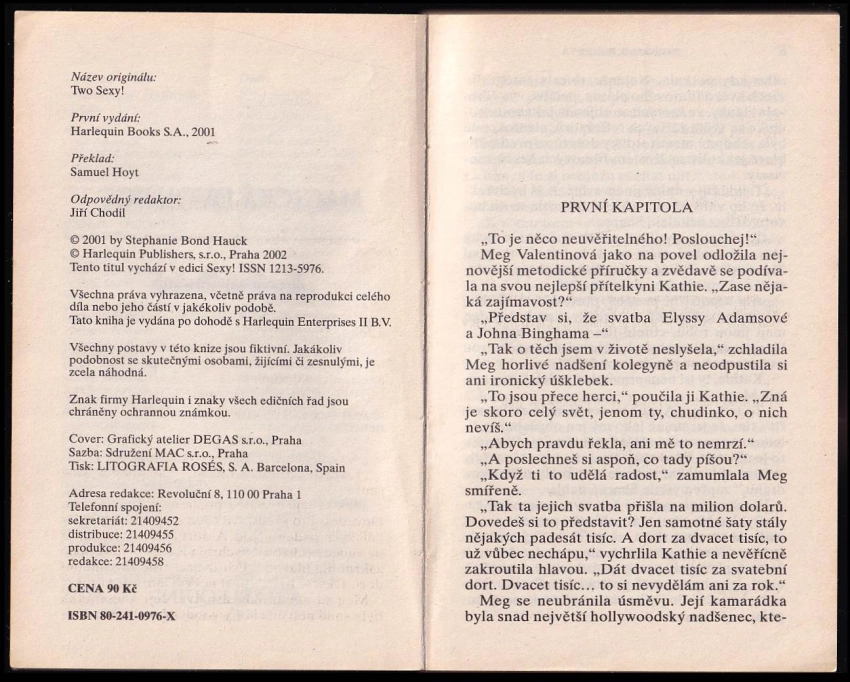 Název originálu:
Two Sexy!
První vydání:
Harlequin Books S.A., 2001
Překlad:
Samuel Hoyt
Odpovědný redaktor:
Jiří Chodil
© 2001 by Stephanie Bond Hauck
© Harlequin Publishers, s.r.o., Praha 2002
Tento titul vychází v edici Sexy! ISSN 1213-5976.
Všechna práva vyhrazena, včetně práva na reprodukci celého
díla nebo jeho částí v jakékoliv podobě.
Tato kniha je vydána po dohodě s Harlequin Enterprises II B.V.
Všechny postavy v této knize jsou fiktivní. Jakákoliv
podobnost se skutečnými osobami, žijícími či zesnulými, je
zcela náhodná.
Znak firmy Harlequin i znaky všech edičních řad jsou
chráněny ochrannou známkou.
Cover: Grafický atelier DEGAS s.r.o., Praha
Sazba: Sdružení MAC s.r.o., Praha
Tisk: LITOGRAFIA ROSÉS, S. A. Barcelona, Spain
Adresa redakce: Revoluční 8, 110 00 Praha 1
Telefonní spojení:
sekretariát: 21409452
distribuce: 21409455
produkce: 21409456
redakce: 21409458
CENA 90 Kč
ISBN 80-241-0976-X
PRVNÍ KAPITOLA
„To je něco neuvěřitelného! Poslouchej!“
Meg Valentinová jako na povel odložila nej-
novější metodické příručky a zvědavě se podíva-
la na svou nejlepší přítelkyni Kathie. „Zase něja-
ká zajímavost?“
„Představ si, že svatba Elyssy Adamsové
a Johna Binghama –“
„Tak o těch jsem v životě neslyšela,“ zchladila
Meg horlivé nadšení kolegyně a neodpustila si
ani ironický úšklebek.
„To jsou přece herci,“ poučila ji Kathie. „Zná
je skoro celý svět, jenom ty, chudinko, o nich
nevíš.“
„Abych pravdu řekla, ani mě to nemrzí.“
„A poslechneš si aspoň, co tady píšou?“
„Když ti to udělá radost,“ zamumlala Meg
smířeně.
„Tak ta jejich svatba přišla na milion dolarů.
Dovedeš si to představit? Jen samotné šaty stály
nějakých padesát tisíc. A dort za dvacet tisíc, to
už vůbec nechápu,“ vychrlila Kathie a nevěřícně
zakroutila hlavou. „Dát dvacet tisíc za svatební
dort. Dvacet tisíc... to si nevydělám ani za rok.“
Meg se neubránila úsměvu. Její kamarádka
byla snad největší hollywoodský nadšenec, kte-